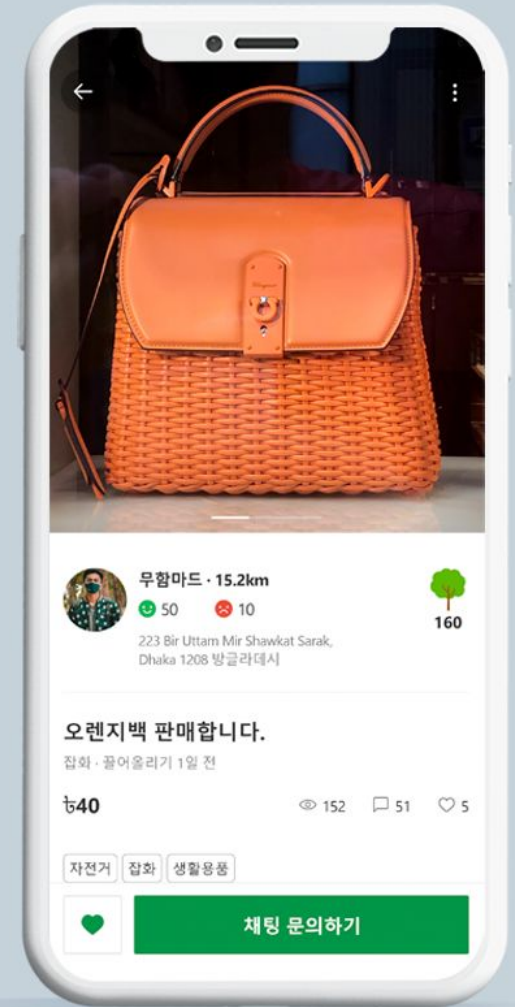 무함마드 · 15.2km
50 10
160
223 Bir Uttam Mir Shawkat Sarak,
Dhaka 1208 방글라데시
오렌지백 판매합니다.
잡화 · 끌어올리기 1일 전
৳40 152 51 5
자전거 잡화 생활용품
채팅 문의하기